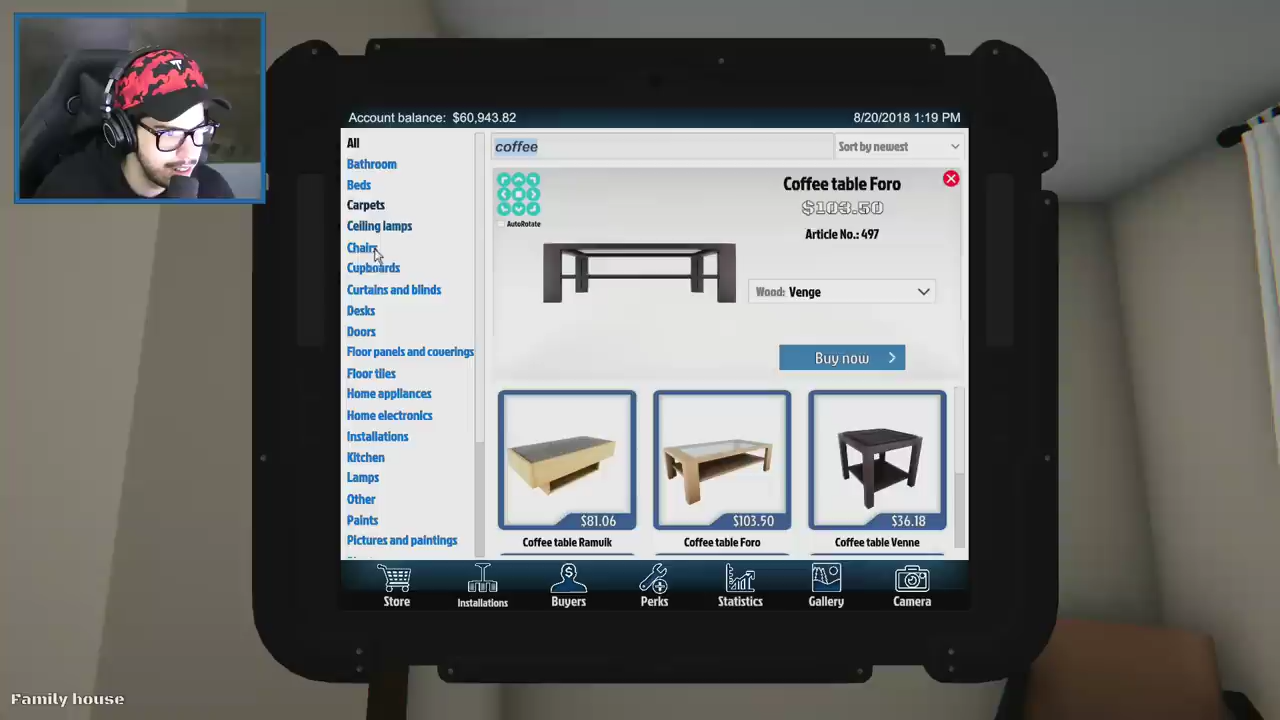 Account balance: $60,943.82
8/20/2018 1:19 PM
All
Bathroom
Beds
Carpets
Ceiling lamps
Chairs
Cupboards
Curtains and blinds
Desks
Doors
Floor panels and coverings
Floor tiles
Home appliances
Home electronics
Installations
Kitchen
Lamps
Other
Paints
Pictures and paintings
coffee
Sort by newest
AutoRotate
Coffee table Foro
$103.50
Article No.: 497
Wood: Venge
Buy now
$81.06
$103.50
$36.18
Coffee table Ramuik
Coffee table Foro
Coffee table Venne
Store
Installations
Buyers
Perks
Statistics
Gallery
Camera
Family house